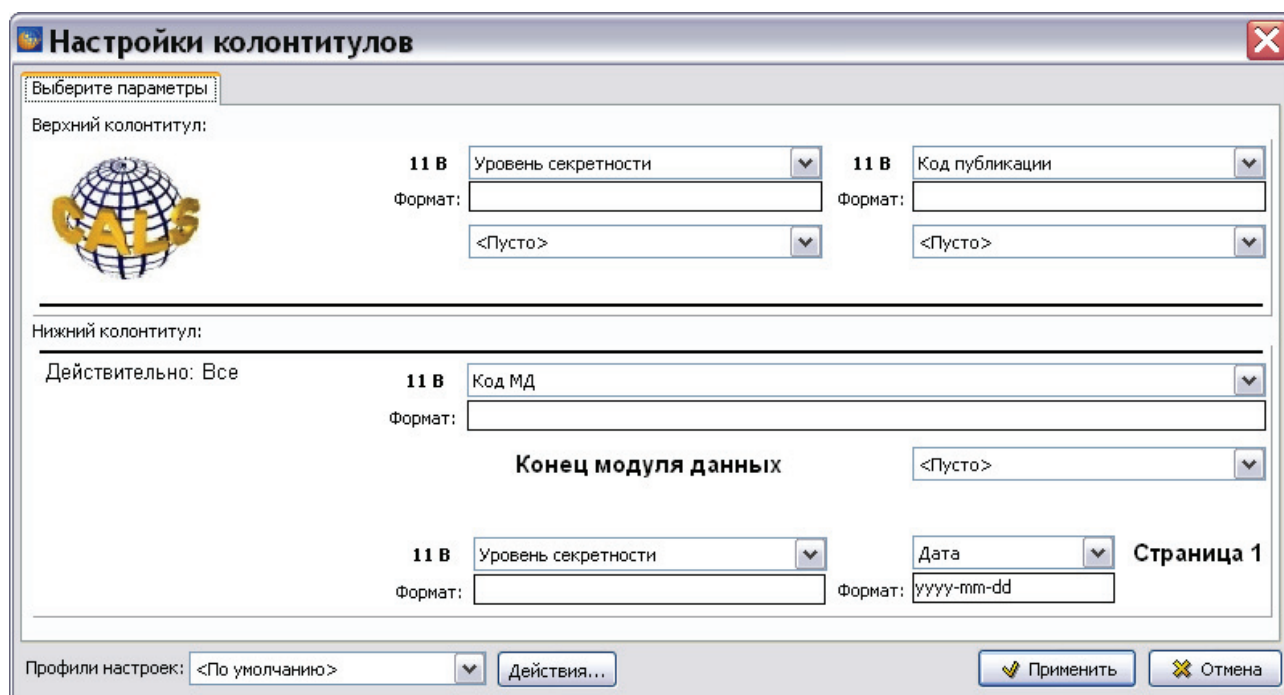 Настройки колонтитулов
Выберите параметры
Верхний колонтитул:
CALS
11 В Уровень секретности 11 В Код публикации
Формат: Формат:
<Пусто> <Пусто>
Нижний колонтитул:
Действительно: Все
11 В Код МД
Формат:
Конец модуля данных <Пусто>
11 В Уровень секретности Дата Страница 1
Формат: Формат: yyyy-mm-dd
Профили настроек: <По умолчанию> Действия... Применить Отмена